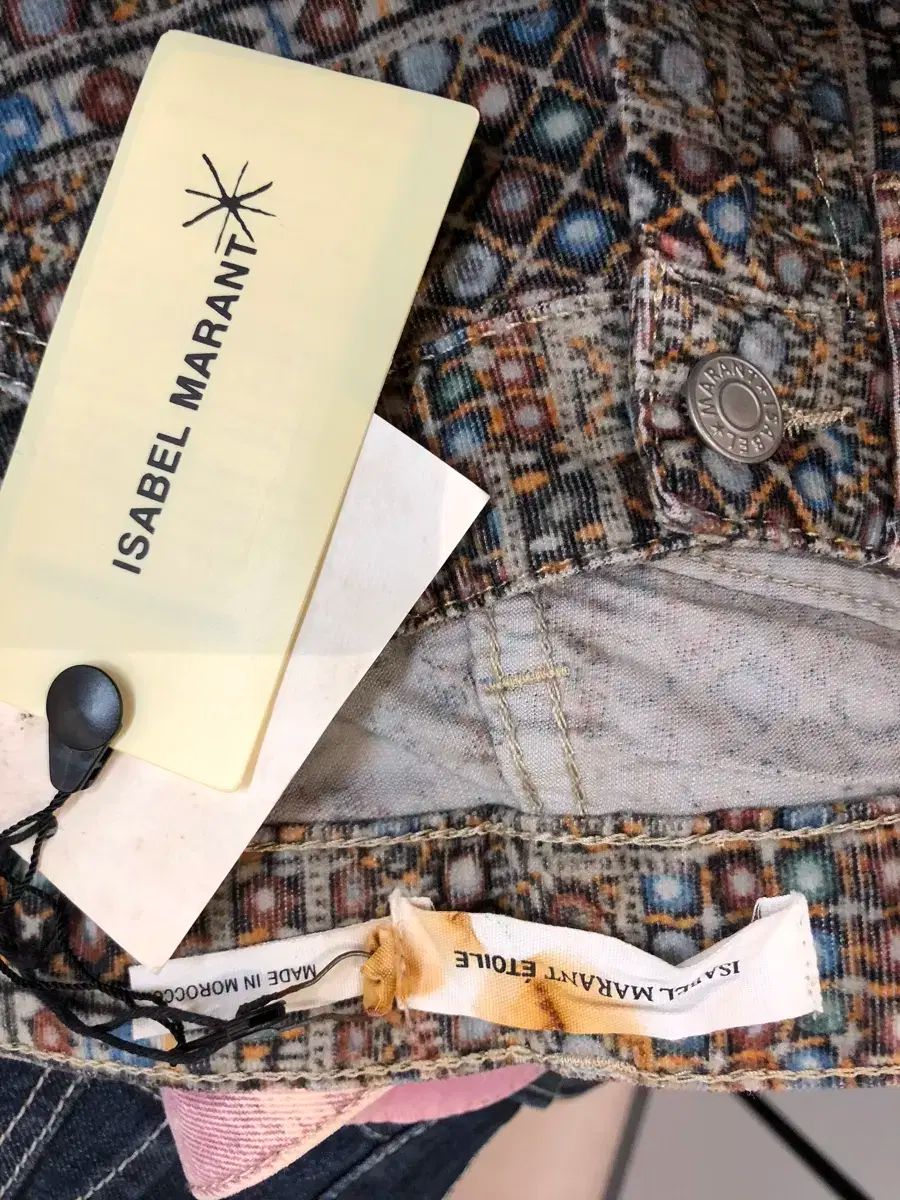 ISABEL MARANT
MARANT ★ ISABEL ★
MADE IN MOROCCO
ISABEL MARANT ÉTOILE